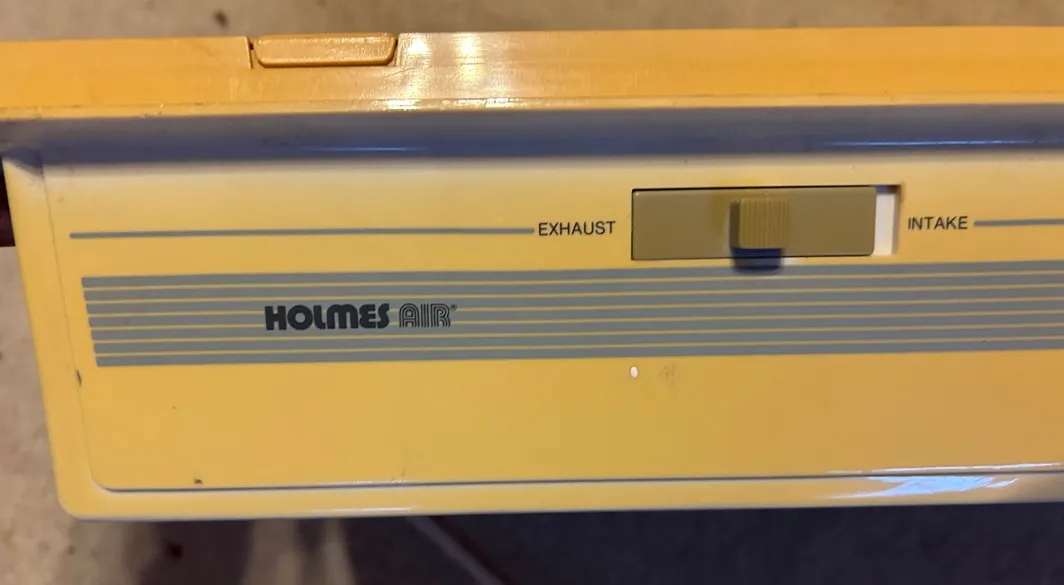 EXHAUST INTAKE
HOLMES AIR®